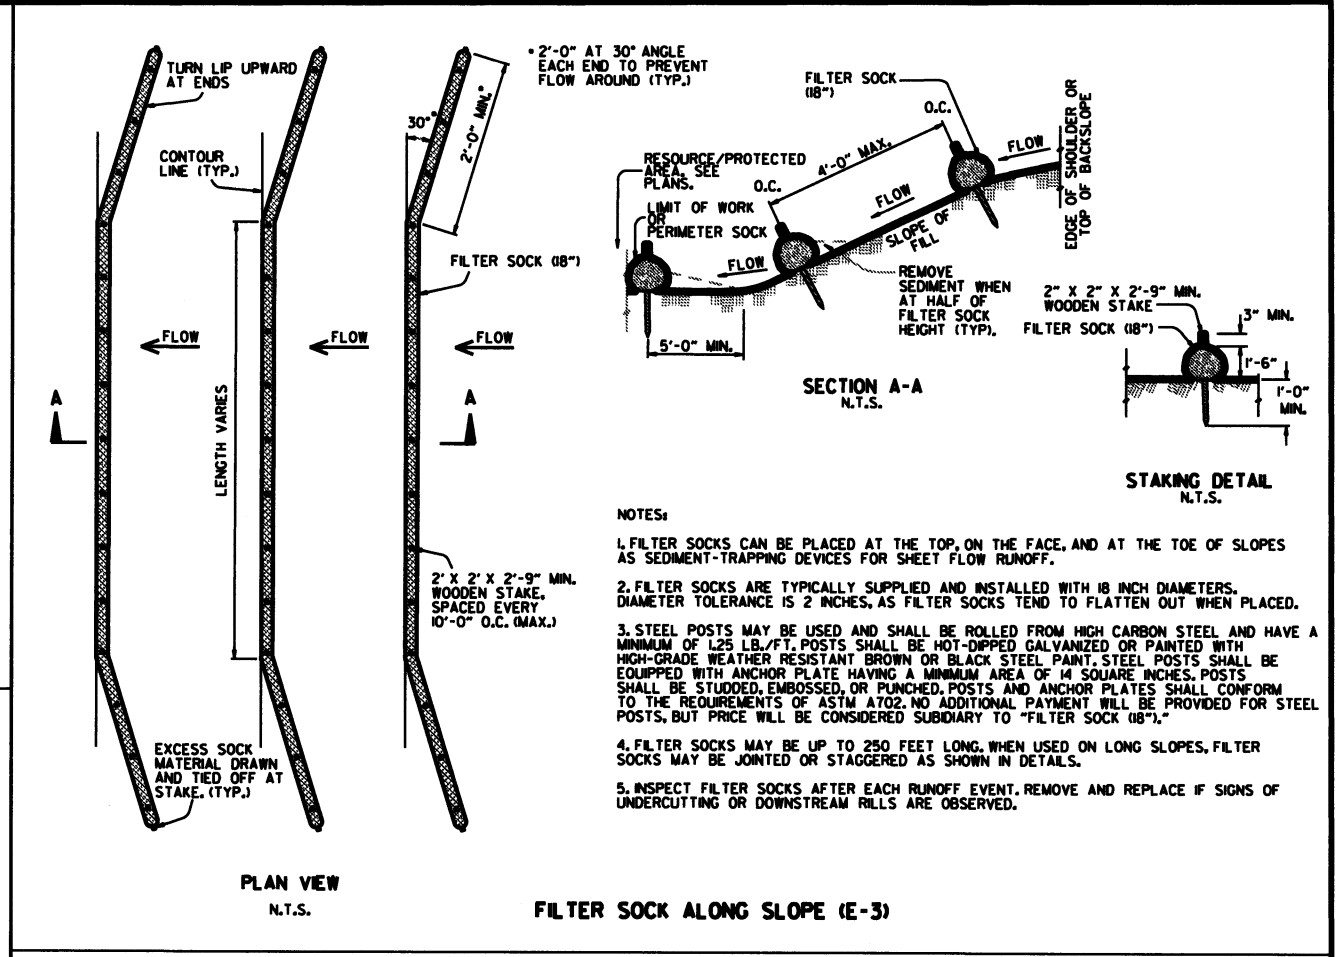 TURN LIP UPWARD
AT ENDS
CONTOUR
LINE (TYP.)
30°
2'-0" MIN.*
* 2'-0" AT 30° ANGLE
EACH END TO PREVENT
FLOW AROUND (TYP.)
FILTER SOCK (18")
FLOW
FLOW
FLOW
A
A
LENGTH VARIES
2' X 2' X 2'-9" MIN.
WOODEN STAKE,
SPACED EVERY
10'-0" O.C. (MAX.)
EXCESS SOCK
MATERIAL DRAWN
AND TIED OFF AT
STAKE. (TYP.)
PLAN VIEW
N.T.S.
FILTER SOCK
(18")
O.C.
4'-0" MAX.
O.C.
FLOW
FLOW
FLOW
SLOPE OF
FILL
EDGE OF SHOULDER OR
TOP OF BACKSLOPE
RESOURCE/PROTECTED
AREA. SEE
PLANS.
LIMIT OF WORK
OR
PERIMETER SOCK
REMOVE
SEDIMENT WHEN
AT HALF OF
FILTER SOCK
HEIGHT (TYP).
5'-0" MIN.
SECTION A-A
N.T.S.
2" X 2" X 2'-9" MIN.
WOODEN STAKE
FILTER SOCK (18")
3" MIN.
1'-6"
1'-0"
MIN.
STAKING DETAIL
N.T.S.
NOTES:
1. FILTER SOCKS CAN BE PLACED AT THE TOP, ON THE FACE, AND AT THE TOE OF SLOPES
AS SEDIMENT-TRAPPING DEVICES FOR SHEET FLOW RUNOFF.
2. FILTER SOCKS ARE TYPICALLY SUPPLIED AND INSTALLED WITH 18 INCH DIAMETERS.
DIAMETER TOLERANCE IS 2 INCHES, AS FILTER SOCKS TEND TO FLATTEN OUT WHEN PLACED.
3. STEEL POSTS MAY BE USED AND SHALL BE ROLLED FROM HIGH CARBON STEEL AND HAVE A
MINIMUM OF 1.25 LB./FT. POSTS SHALL BE HOT-DIPPED GALVANIZED OR PAINTED WITH
HIGH-GRADE WEATHER RESISTANT BROWN OR BLACK STEEL PAINT. STEEL POSTS SHALL BE
EQUIPPED WITH ANCHOR PLATE HAVING A MINIMUM AREA OF 14 SQUARE INCHES. POSTS
SHALL BE STUDDED, EMBOSSED, OR PUNCHED. POSTS AND ANCHOR PLATES SHALL CONFORM
TO THE REQUIREMENTS OF ASTM A702. NO ADDITIONAL PAYMENT WILL BE PROVIDED FOR STEEL
POSTS, BUT PRICE WILL BE CONSIDERED SUBIDIARY TO "FILTER SOCK (18")."
4. FILTER SOCKS MAY BE UP TO 250 FEET LONG. WHEN USED ON LONG SLOPES, FILTER
SOCKS MAY BE JOINTED OR STAGGERED AS SHOWN IN DETAILS.
5. INSPECT FILTER SOCKS AFTER EACH RUNOFF EVENT. REMOVE AND REPLACE IF SIGNS OF
UNDERCUTTING OR DOWNSTREAM RILLS ARE OBSERVED.
FILTER SOCK ALONG SLOPE (E-3)